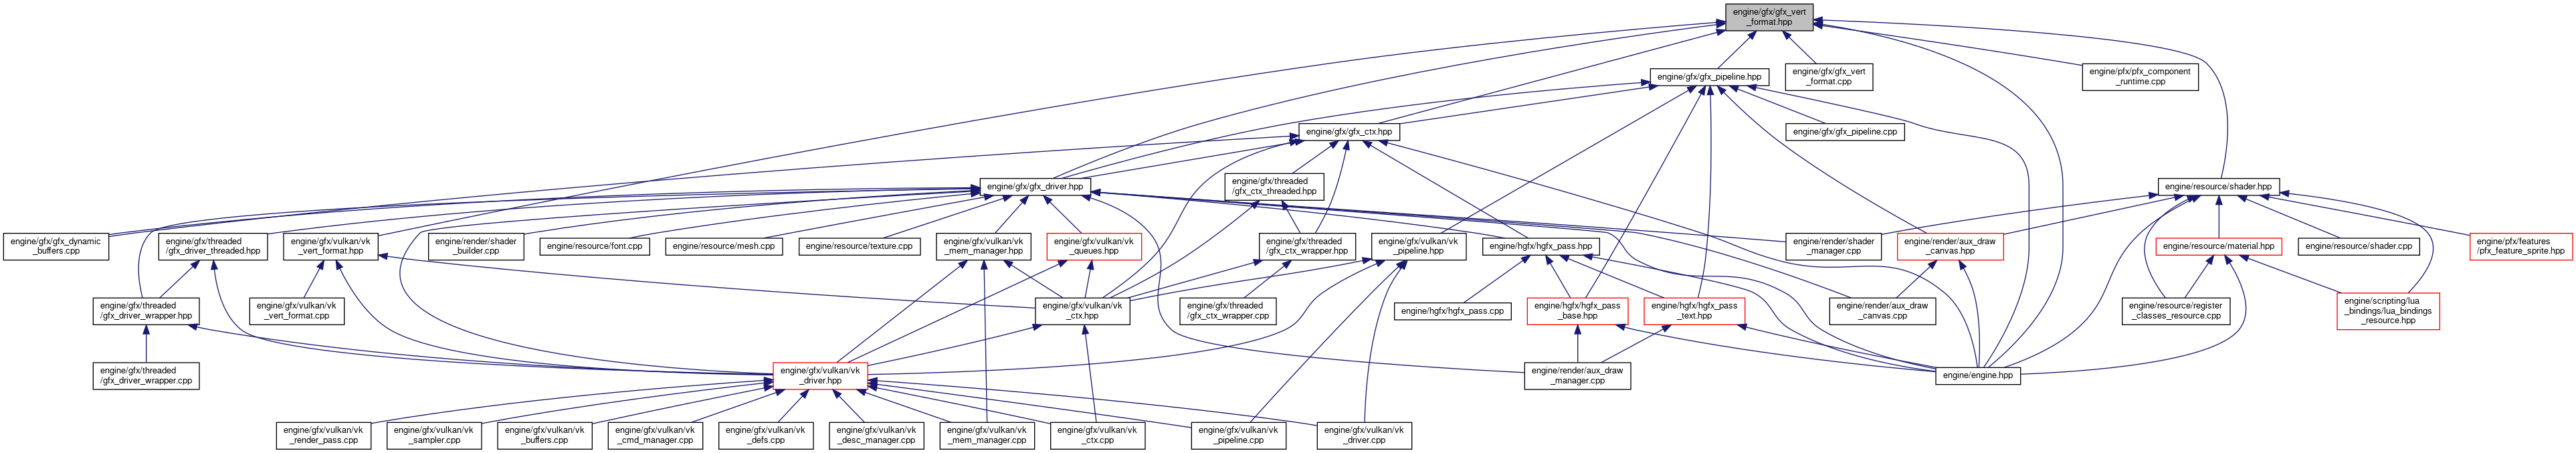 engine/gfx/gfx_vert
_format.hpp
engine/gfx/gfx_pipeline.hpp
engine/gfx/gfx_vert
_format.cpp
engine/pfx/pfx_component
_runtime.cpp
engine/gfx/gfx_ctx.hpp
engine/gfx/gfx_pipeline.cpp
engine/gfx/gfx_driver.hpp
engine/gfx/threaded
/gfx_ctx_threaded.hpp
engine/resource/shader.hpp
engine/gfx/gfx_dynamic
_buffers.cpp
engine/gfx/threaded
/gfx_driver_threaded.hpp
engine/gfx/vulkan/vk
_vert_format.hpp
engine/render/shader
_builder.cpp
engine/resource/font.cpp
engine/resource/mesh.cpp
engine/resource/texture.cpp
engine/gfx/vulkan/vk
_mem_manager.hpp
engine/gfx/vulkan/vk
_queues.hpp
engine/gfx/threaded
/gfx_ctx_wrapper.hpp
engine/gfx/vulkan/vk
_pipeline.hpp
engine/hgfx/hgfx_pass.hpp
engine/render/shader
_manager.cpp
engine/render/aux_draw
_canvas.hpp
engine/resource/material.hpp
engine/resource/shader.cpp
engine/pfx/features
/pfx_feature_sprite.hpp
engine/gfx/threaded
/gfx_driver_wrapper.hpp
engine/gfx/vulkan/vk
_vert_format.cpp
engine/gfx/vulkan/vk
_ctx.hpp
engine/gfx/threaded
/gfx_ctx_wrapper.cpp
engine/hgfx/hgfx_pass.cpp
engine/hgfx/hgfx_pass
_base.hpp
engine/hgfx/hgfx_pass
_text.hpp
engine/render/aux_draw
_canvas.cpp
engine/resource/register
_classes_resource.cpp
engine/scripting/lua
_bindings/lua_bindings
_resource.hpp
engine/gfx/threaded
/gfx_driver_wrapper.cpp
engine/gfx/vulkan/vk
_driver.hpp
engine/render/aux_draw
_manager.cpp
engine/engine.hpp
engine/gfx/vulkan/vk
_render_pass.cpp
engine/gfx/vulkan/vk
_sampler.cpp
engine/gfx/vulkan/vk
_buffers.cpp
engine/gfx/vulkan/vk
_cmd_manager.cpp
engine/gfx/vulkan/vk
_defs.cpp
engine/gfx/vulkan/vk
_desc_manager.cpp
engine/gfx/vulkan/vk
_mem_manager.cpp
engine/gfx/vulkan/vk
_ctx.cpp
engine/gfx/vulkan/vk
_pipeline.cpp
engine/gfx/vulkan/vk
_driver.cpp